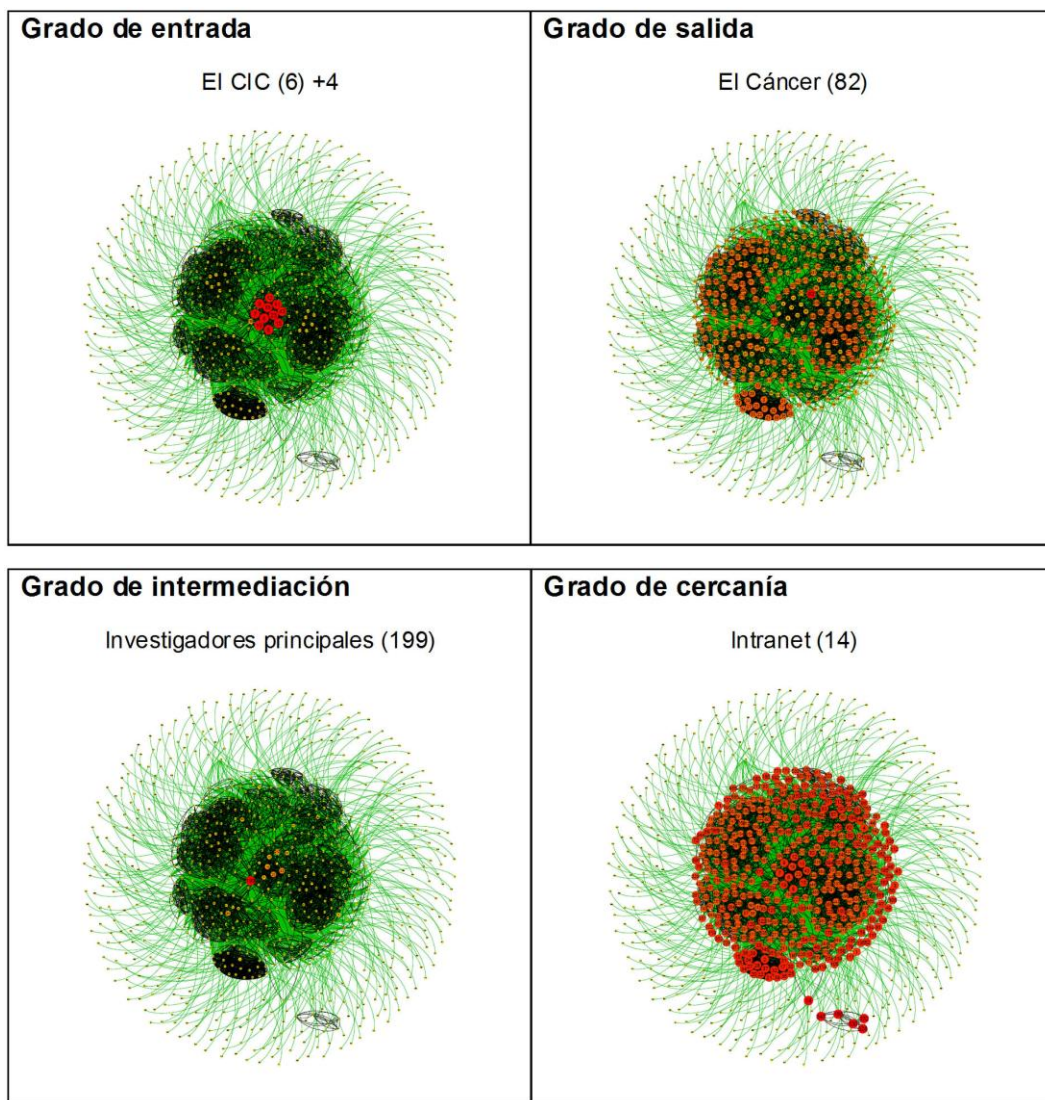 Grado de entrada
El CIC (6) +4
Grado de salida
El Cáncer (82)
Grado de intermediación
Investigadores principales (199)
Grado de cercanía
Intranet (14)